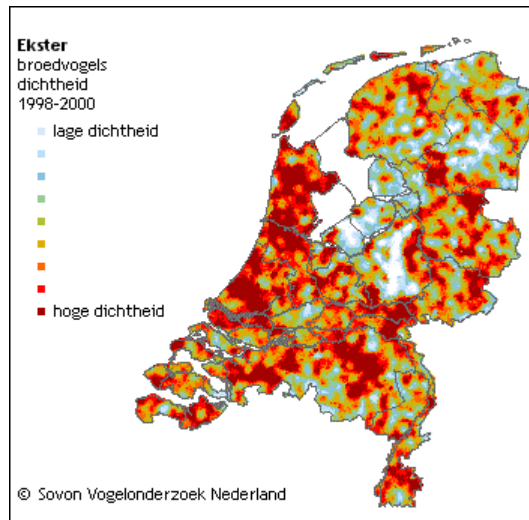 Ekster
broedvogels
dichtheid
1998-2000
lage dichtheid
hoge dichtheid
© Sovon Vogelonderzoek Nederland